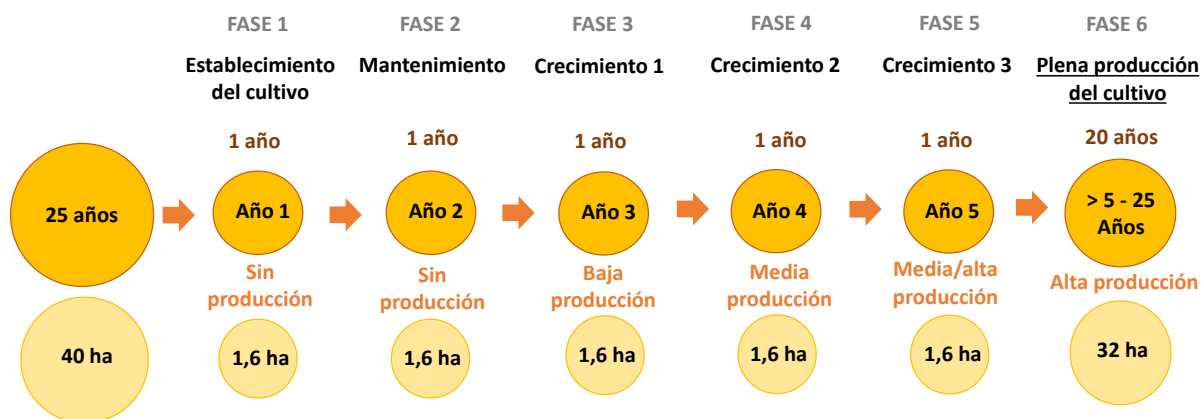 FASE 1
FASE 2
FASE 3
FASE 4
FASE 5
FASE 6
Establecimiento
del cultivo
Mantenimiento
Crecimiento 1
Crecimiento 2
Crecimiento 3
Plena producción
del cultivo
1 año
1 año
1 año
1 año
1 año
20 años
25 años
Año 1
Año 2
Año 3
Año 4
Año 5
> 5 - 25
Años
Sin
producción
Sin
producción
Baja
producción
Media
producción
Media/alta
producción
Alta producción
40 ha
1,6 ha
1,6 ha
1,6 ha
1,6 ha
1,6 ha
32 ha